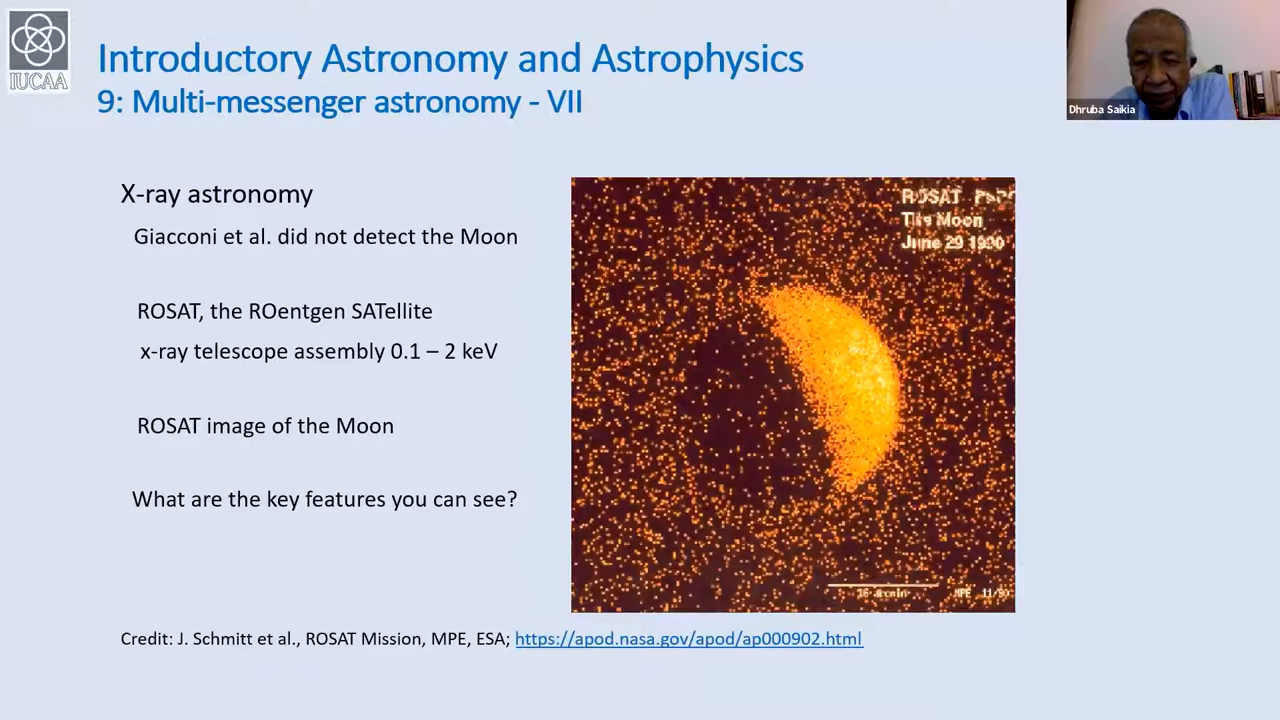 IUCAA
Introductory Astronomy and Astrophysics
9: Multi-messenger astronomy - VII
Dhruba Saikia
X-ray astronomy
Giacconi et al. did not detect the Moon
ROSAT, the ROentgen SATellite
x-ray telescope assembly 0.1 – 2 keV
ROSAT image of the Moon
What are the key features you can see?
ROSAT
The Moon
June 29 1990
arcmin
MPE
Credit: J. Schmitt et al., ROSAT Mission, MPE, ESA; https://apod.nasa.gov/apod/ap000902.html